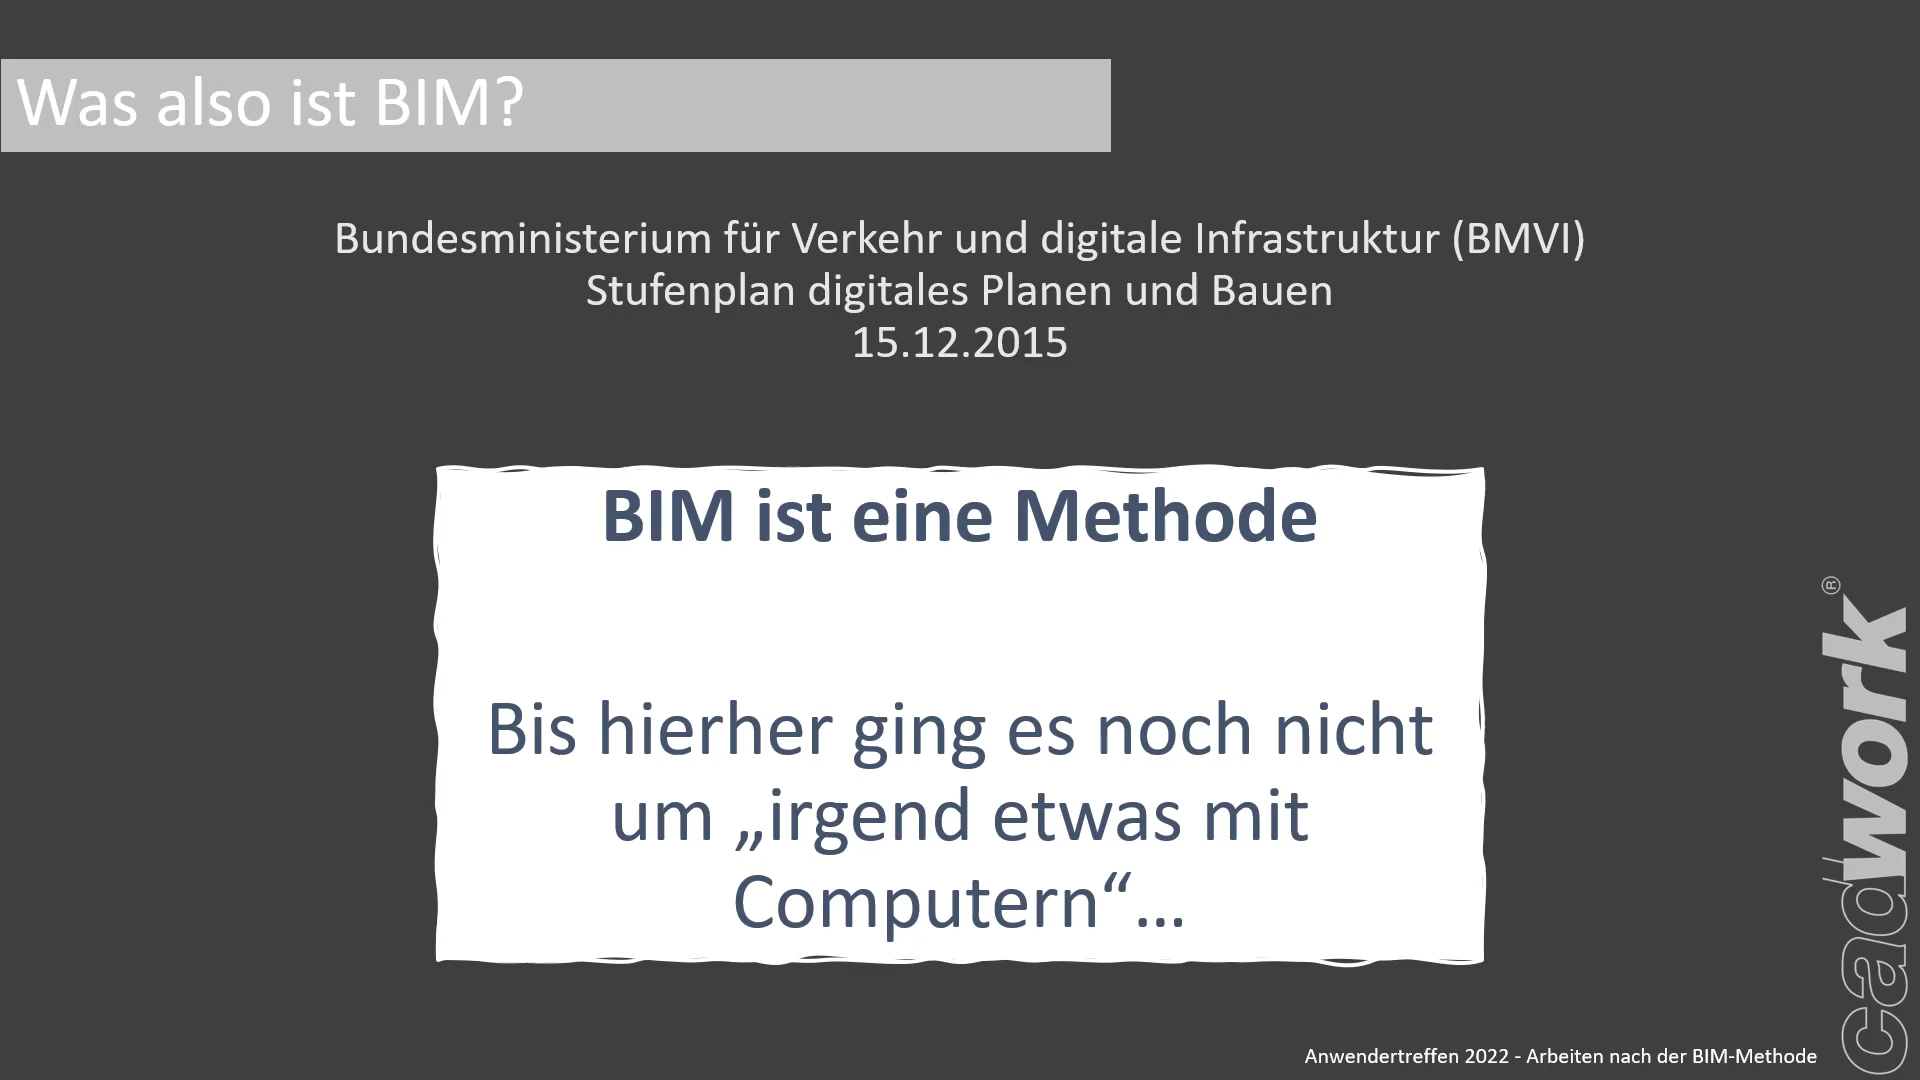 Was also ist BIM?
Bundesministerium für Verkehr und digitale Infrastruktur (BMVI)
Stufenplan digitales Planen und Bauen
15.12.2015
BIM ist eine Methode
Bis hierher ging es noch nicht
um „irgend etwas mit
Computern“…
cadwork®
Anwendertreffen 2022 - Arbeiten nach der BIM-Methode